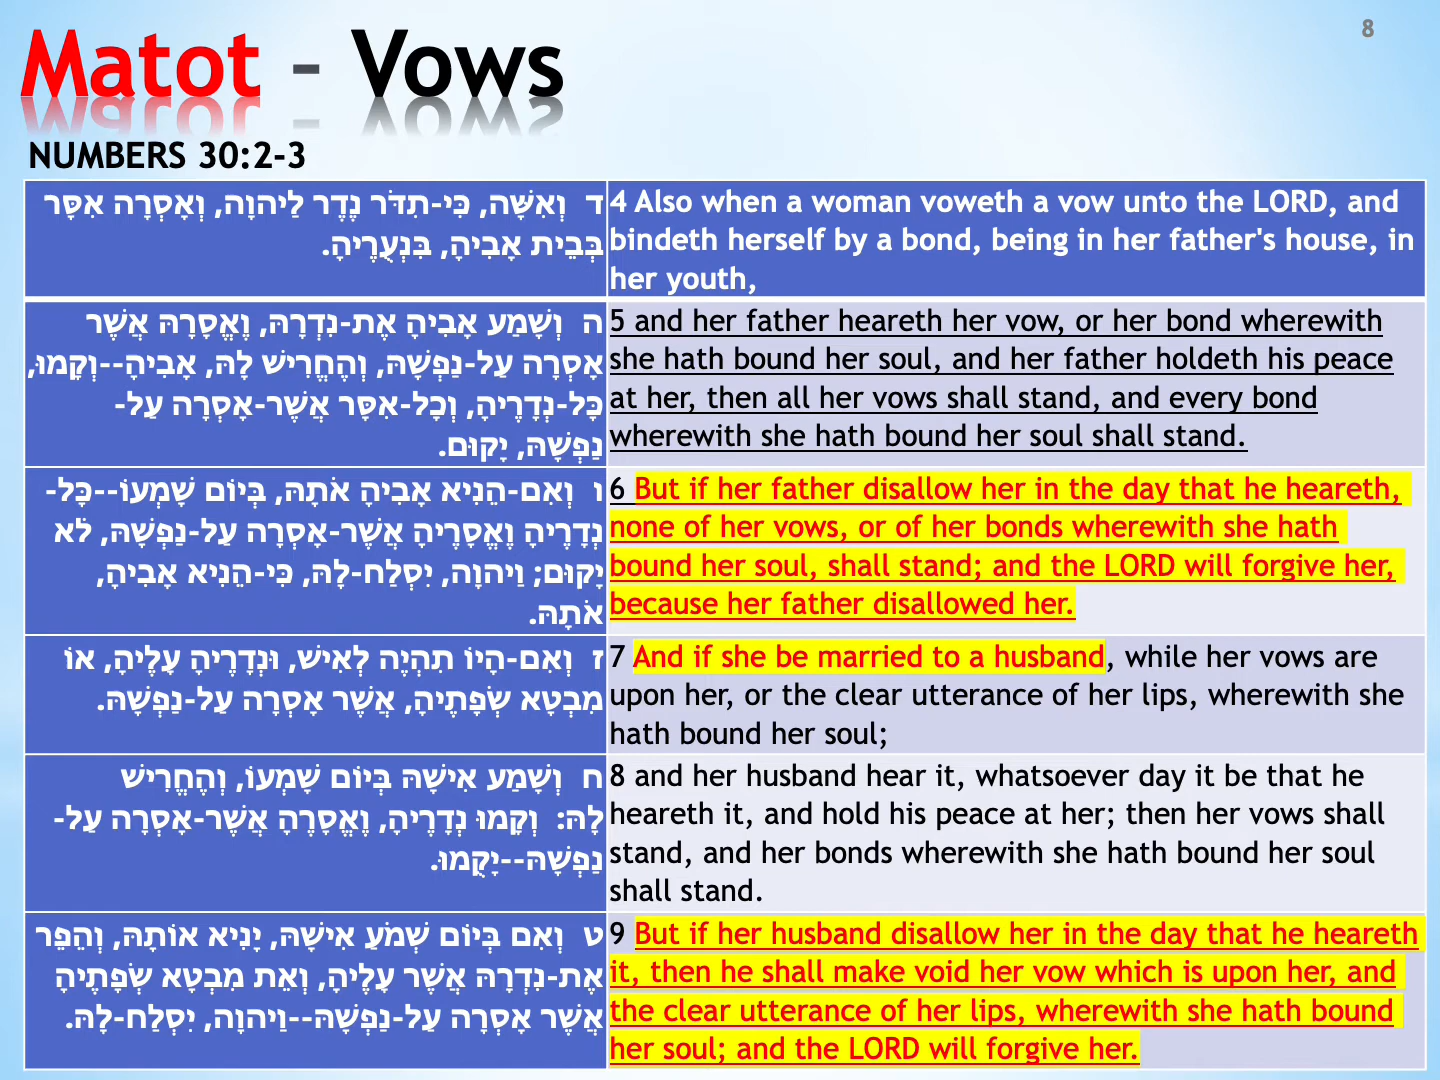 8
Matot – Vows
NUMBERS 30:2-3
ד  וְאִשָּׁה, כִּי-תִדֹּר נֶדֶר לַיהוָה, וְאָסְרָה אִסָּר
בְּבֵית אָבִיהָ, בִּנְעֻרֶיהָ.
4 Also when a woman voweth a vow unto the LORD, and
bindeth herself by a bond, being in her father's house, in
her youth,
ה  וְשָׁמַע אָבִיהָ אֶת-נִדְרָהּ, וֶאֱסָרָהּ אֲשֶׁר
אָסְרָה עַל-נַפְשָׁהּ, וְהֶחֱרִישׁ לָהּ, אָבִיהָ--וְקָמוּ,
כָּל-נְדָרֶיהָ, וְכָל-אִסָּר אֲשֶׁר-אָסְרָה עַל-
נַפְשָׁהּ, יָקוּם.
5 and her father heareth her vow, or her bond wherewith
she hath bound her soul, and her father holdeth his peace
at her, then all her vows shall stand, and every bond
wherewith she hath bound her soul shall stand.
ו  וְאִם-הֵנִיא אָבִיהָ אֹתָהּ, בְּיוֹם שָׁמְעוֹ--כָּל-
נְדָרֶיהָ וֶאֱסָרֶיהָ אֲשֶׁר-אָסְרָה עַל-נַפְשָׁהּ, לֹא
יָקוּם; וַיהוָה, יִסְלַח-לָהּ, כִּי-הֵנִיא אָבִיהָ,
אֹתָהּ.
6 But if her father disallow her in the day that he heareth,
none of her vows, or of her bonds wherewith she hath
bound her soul, shall stand; and the LORD will forgive her,
because her father disallowed her.
ז  וְאִם-הָיוֹ תִהְיֶה לְאִישׁ, וּנְדָרֶיהָ עָלֶיהָ, אוֹ
מִבְטָא שְׂפָתֶיהָ, אֲשֶׁר אָסְרָה עַל-נַפְשָׁהּ.
7 And if she be married to a husband, while her vows are
upon her, or the clear utterance of her lips, wherewith she
hath bound her soul;
ח  וְשָׁמַע אִישָׁהּ בְּיוֹם שָׁמְעוֹ, וְהֶחֱרִישׁ
לָהּ:  וְקָמוּ נְדָרֶיהָ, וֶאֱסָרֶהָ אֲשֶׁר-אָסְרָה עַל-
נַפְשָׁהּ--יָקֻמוּ.
8 and her husband hear it, whatsoever day it be that he
heareth it, and hold his peace at her; then her vows shall
stand, and her bonds wherewith she hath bound her soul
shall stand.
ט  וְאִם בְּיוֹם שְׁמֹעַ אִישָׁהּ, יָנִיא אוֹתָהּ, וְהֵפֵר
אֶת-נִדְרָהּ אֲשֶׁר עָלֶיהָ, וְאֵת מִבְטָא שְׂפָתֶיהָ
אֲשֶׁר אָסְרָה עַל-נַפְשָׁהּ--וַיהוָה, יִסְלַח-לָהּ.
9 But if her husband disallow her in the day that he heareth
it, then he shall make void her vow which is upon her, and
the clear utterance of her lips, wherewith she hath bound
her soul; and the LORD will forgive her.